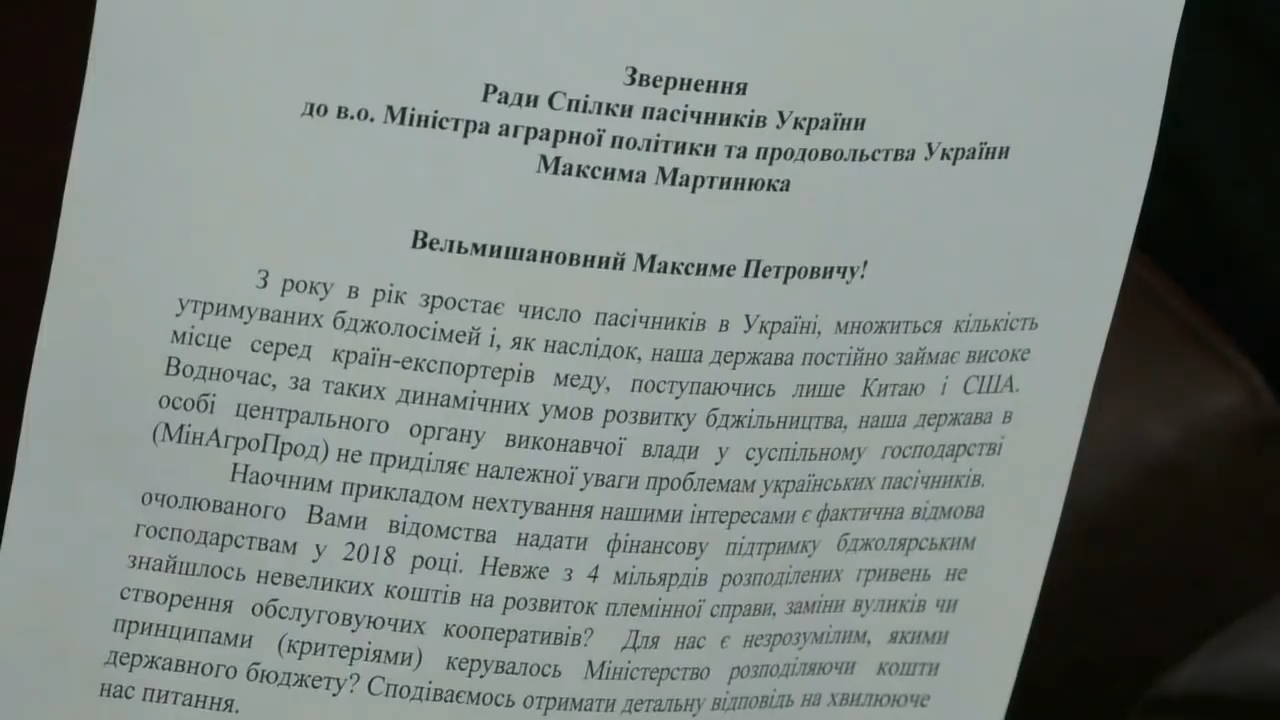 Звернення
Ради Спілки пасічників України
до в.о. Міністра аграрної політики та продовольства України
Максима Мартинюка
Вельмишановний Максиме Петровичу!
З року в рік зростає число пасічників в Україні, множиться кількість
утримуваних бджолосімей і, як наслідок, наша держава постійно займає високе
місце серед країн-експортерів меду, поступаючись лише Китаю і США.
Водночас, за таких динамічних умов розвитку бджільництва, наша держава в
особі центрального органу виконавчої влади у суспільному господарстві
(МінАгроПрод) не приділяє належної уваги проблемам українських пасічників.
Наочним прикладом нехтування нашими інтересами є фактична відмова
очолюваного Вами відомства надати фінансову підтримку бджолярським
господарствам у 2018 році. Невже з 4 мільярдів розподілених гривень не
знайшлось невеликих коштів на розвиток племінної справи, заміни вуликів чи
створення обслуговуючих кооперативів? Для нас є незрозумілим, якими
принципами (критеріями) керувалось Міністерство розподіляючи кошти
державного бюджету? Сподіваємось отримати детальну відповідь на хвилююче
нас питання.